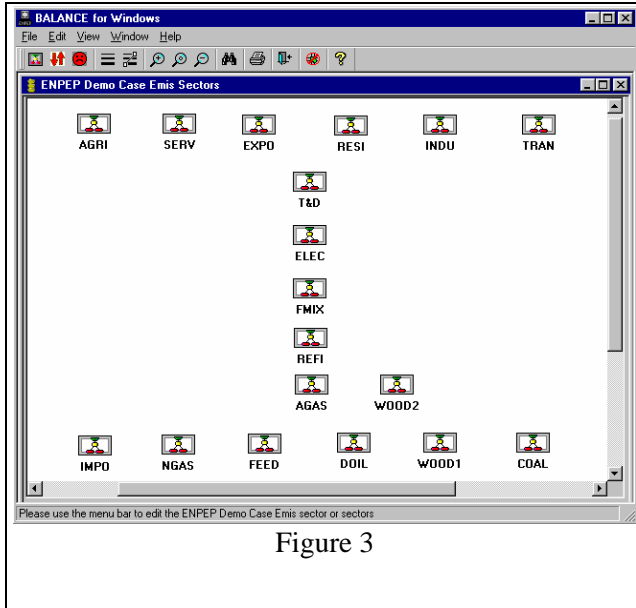 BALANCE for Windows
File Edit View Window Help
ENPEP Demo Case Emis Sectors
AGRI SERV EXPO RESI INDU TRAN
T&D
ELEC
FMIX
REFI
AGAS WOOD2
IMPO NGAS FEED DOIL WOOD1 COAL
Please use the menu bar to edit the ENPEP Demo Case Emis sector or sectors
Figure 3